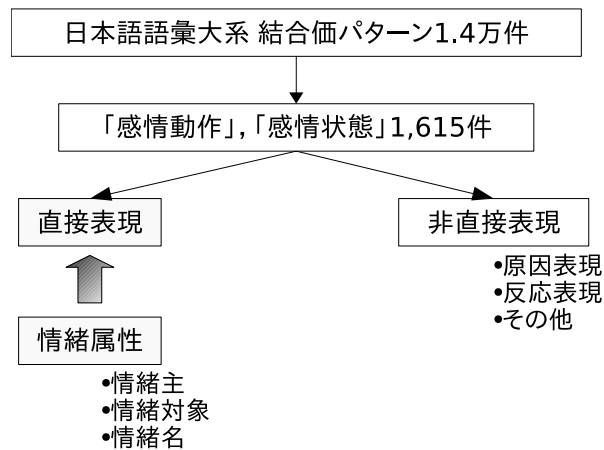 日本語語彙大系 結合価パターン1.4万件
「感情動作」,「感情状態」1,615件
直接表現
非直接表現
•原因表現
•反応表現
•その他
情緒属性
•情緒主
•情緒対象
•情緒名